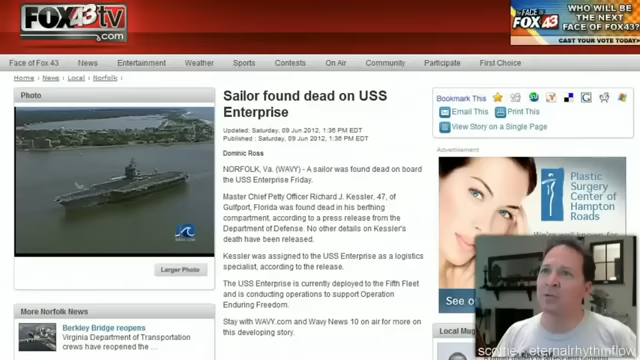 FOX43tv
.com
THE FACE OF
FOX 43
WHO WILL BE
THE NEXT
FACE OF FOX43?
CAST YOUR VOTE TODAY>
Face of Fox 43
News
Entertainment
Weather
Sports
Contests
On Air
Community
Participate
First Choice
Home
News
Local
Norfolk
Photo
Larger Photo
More Norfolk News
Berkley Bridge reopens
Virginia Department of Transportation
crews have reopened the ...
Sailor found dead on USS
Enterprise
Updated: Saturday, 09 Jun 2012, 1:36 PM EDT
Published : Saturday, 09 Jun 2012, 1:36 PM EDT
Dominic Ross
NORFOLK, Va. (WAVY) - A sailor was found dead on board
the USS Enterprise Friday.
Master Chief Petty Officer Richard J. Kessler, 47, of
Gulfport, Florida was found dead in his berthing
compartment, according to a press release from the
Department of Defense. No other details on Kessler's
death have been released.
Kessler was assigned to the USS Enterprise as a logistics
specialist, according to the release.
The USS Enterprise is currently deployed to the Fifth Fleet
and is conducting operations to support Operation
Enduring Freedom.
Stay with WAVY.com and Wavy News 10 on air for more on
this developing story.
Bookmark This
Email This
Print This
View Story on a Single Page
Advertisement
Plastic
Surgery
Center of
Hampton
Roads
See
Local Mug